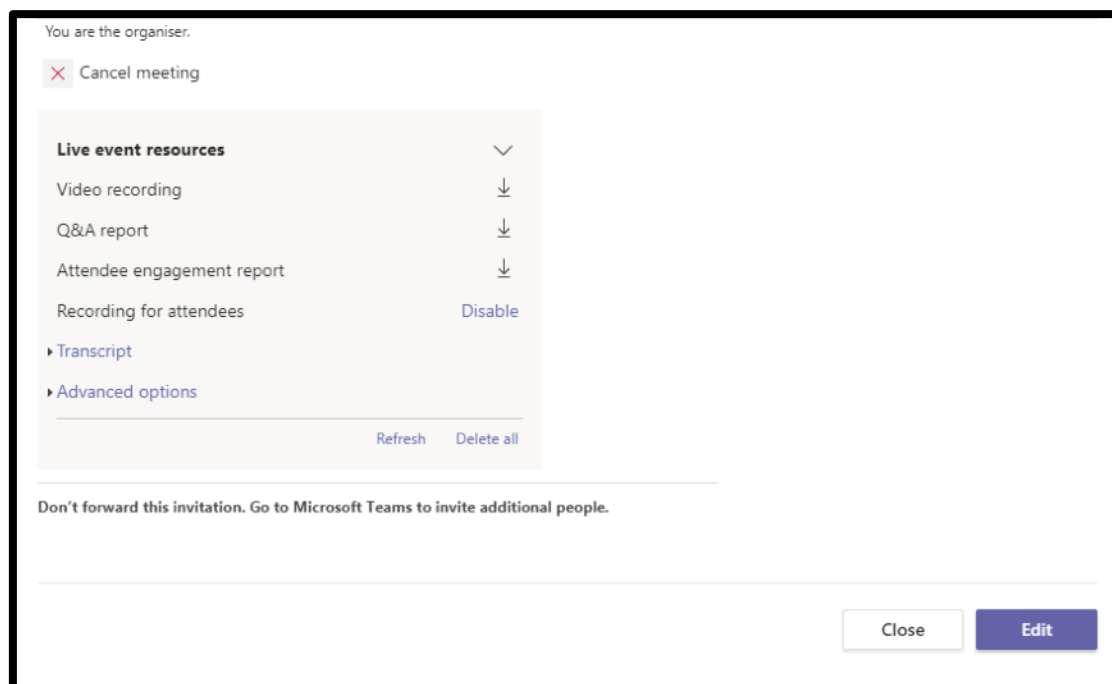 You are the organiser.
Cancel meeting
Live event resources
Video recording
Q&A report
Attendee engagement report
Recording for attendees Disable
Transcript
Advanced options
Refresh Delete all
Don't forward this invitation. Go to Microsoft Teams to invite additional people.
Close Edit